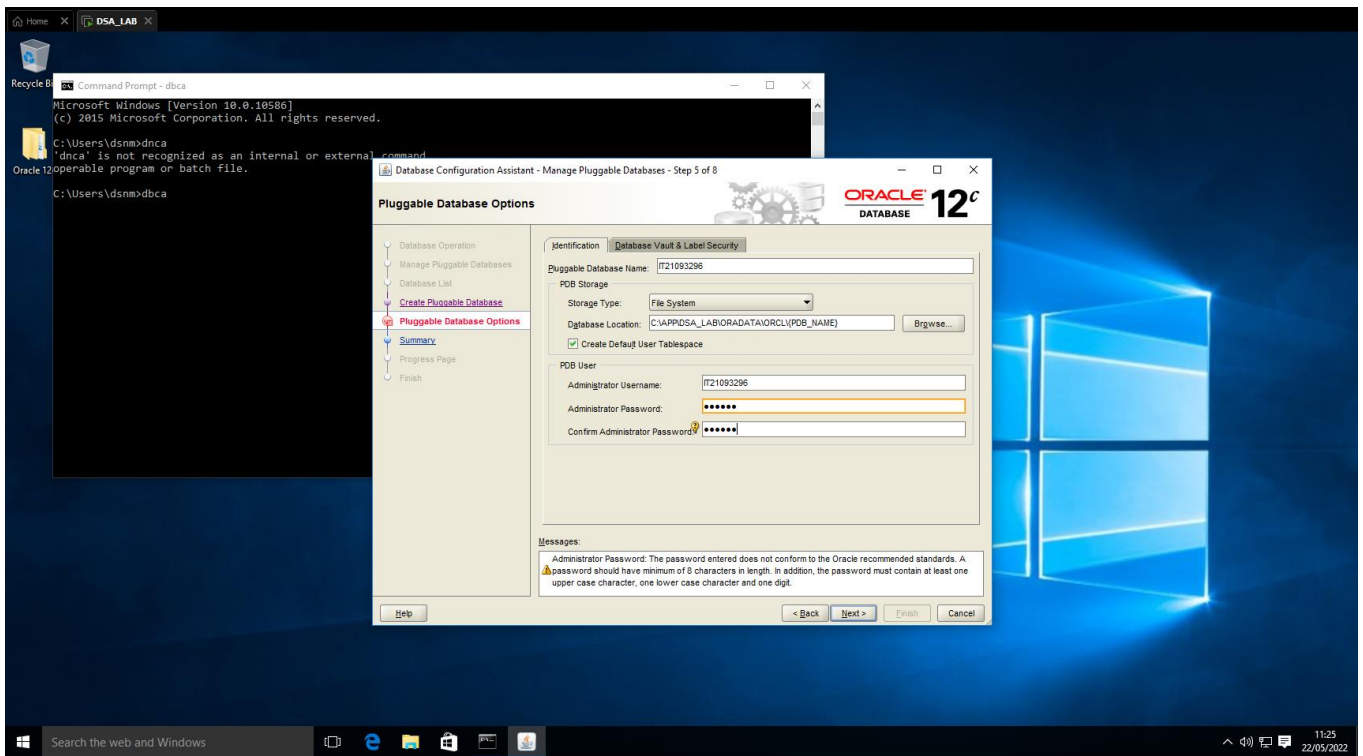 Home
DSA_LAB
Recycle Bi
Command Prompt - dbca
Microsoft Windows [Version 10.0.10586]
(c) 2015 Microsoft Corporation. All rights reserved.
C:\Users\dsnm>dnca
'dnca' is not recognized as an internal or external command
operable program or batch file.
Oracle 12
C:\Users\dsnm>dbca
Database Configuration Assistant - Manage Pluggable Databases - Step 5 of 8
Pluggable Database Options
ORACLE
DATABASE
12c
Database Operation
Manage Pluggable Databases
Database List
Create Pluggable Database
Pluggable Database Options
Summary
Progress Page
Finish
Identification
Database Vault & Label Security
Pluggable Database Name: IT21093296
PDB Storage
Storage Type: File System
Database Location: C:\APP\DSA_LAB\ORADATA\ORCL\{PDB_NAME} Browse...
Create Default User Tablespace
PDB User
Administrator Username: IT21093296
Administrator Password: ••••••
Confirm Administrator Password: ••••••
Messages:
Administrator Password: The password entered does not conform to the Oracle recommended standards. A
password should have minimum of 8 characters in length. In addition, the password must contain at least one
upper case character, one lower case character and one digit.
Help
< Back
Next >
Finish
Cancel
Search the web and Windows
11:25
22/05/2022